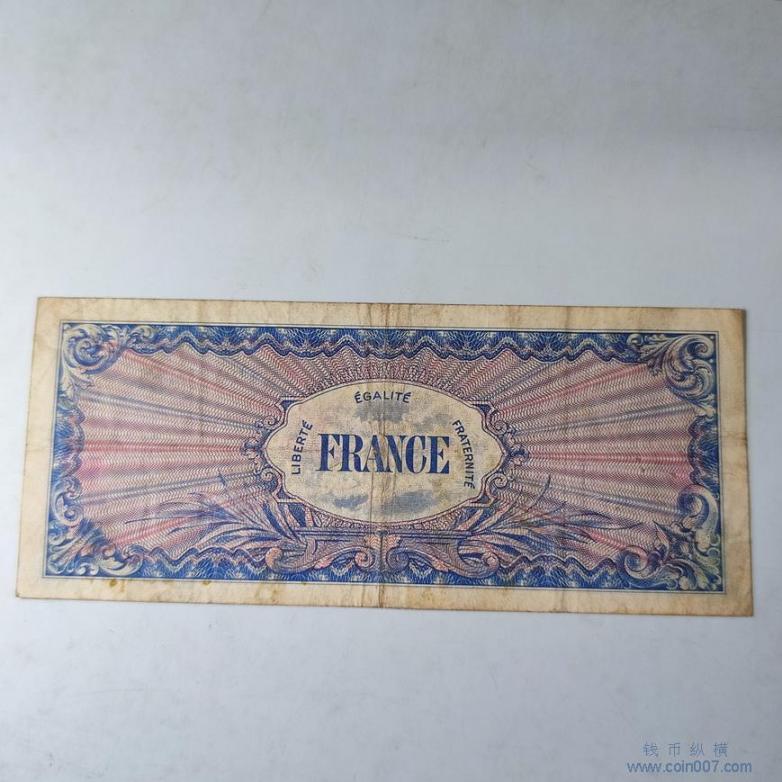 ÉGALITÉ
LIBERTÉ
FRANCE
FRATERNITÉ
钱币纵横
www.coin007.com